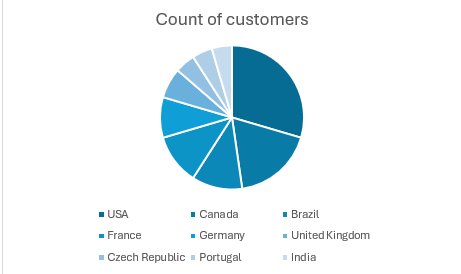 Count of customers
USA Canada Brazil
France Germany United Kingdom
Czech Republic Portugal India